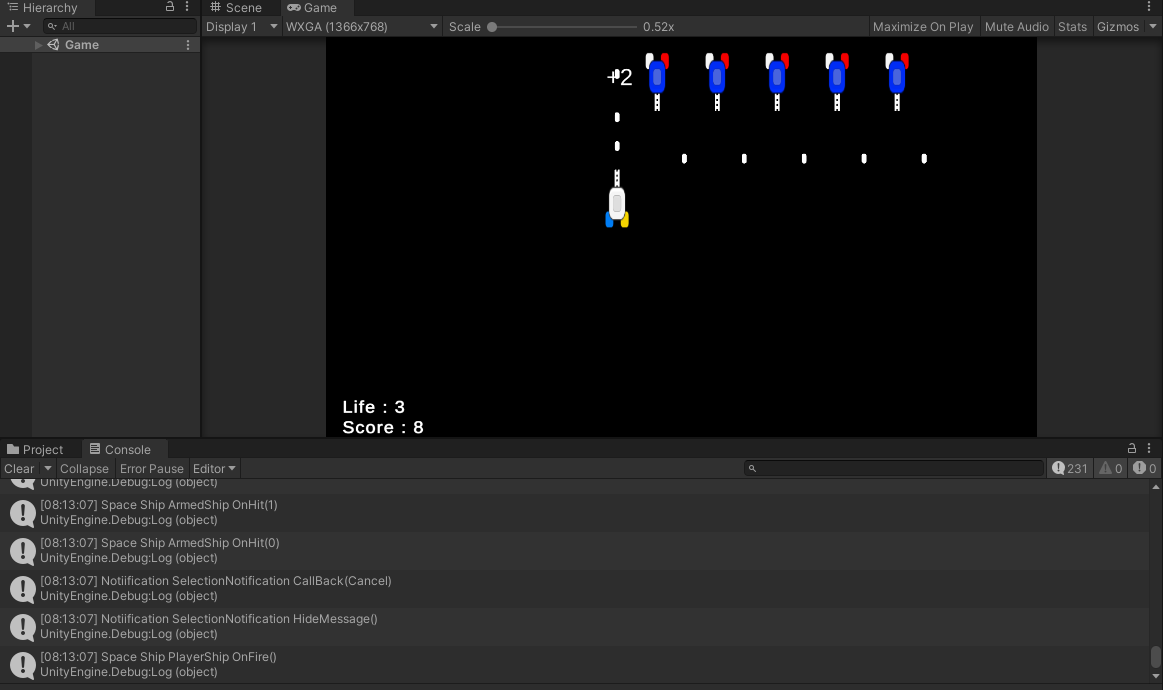 Hierarchy
Scene
Game
All
Display 1
WXGA (1366x768)
Scale
0.52x
Maximize On Play
Mute Audio
Stats
Gizmos
Game
+2
Life : 3
Score : 8
Project
Console
Clear
Collapse
Error Pause
Editor
231
0
0
UnityEngine.Debug:Log (object)
[08:13:07] Space Ship ArmedShip OnHit(1)
UnityEngine.Debug:Log (object)
[08:13:07] Space Ship ArmedShip OnHit(0)
UnityEngine.Debug:Log (object)
[08:13:07] Notiification SelectionNotification CallBack(Cancel)
UnityEngine.Debug:Log (object)
[08:13:07] Notiification SelectionNotification HideMessage()
UnityEngine.Debug:Log (object)
[08:13:07] Space Ship PlayerShip OnFire()
UnityEngine.Debug:Log (object)